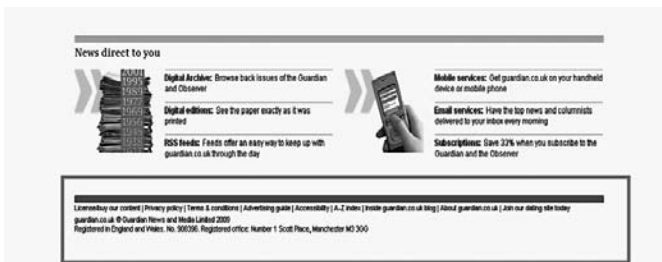 News direct to you
2001
1995
1989
1977
1969
Digital Archive: Browse back issues of the Guardian
and Observer
Digital editions: See the paper exactly as it was
printed
RSS feeds: Feeds offer an easy way to keep up with
guardian.co.uk through the day
Mobile services: Get guardian.co.uk on your handheld
device or mobile phone
Email services: Have the top news and columnists
delivered to your inbox every morning
Subscriptions: Save 33% when you subscribe to the
Guardian and the Observer
License/buy our content | Privacy policy | Terms & conditions | Advertising guide | Accessibility | A-Z index | Inside guardian.co.uk blog | About guardian.co.uk | Join our dating site today
guardian.co.uk © Guardian News and Media Limited 2009
Registered in England and Wales. No. 908396. Registered office: Number 1 Scott Place, Manchester M3 3GG